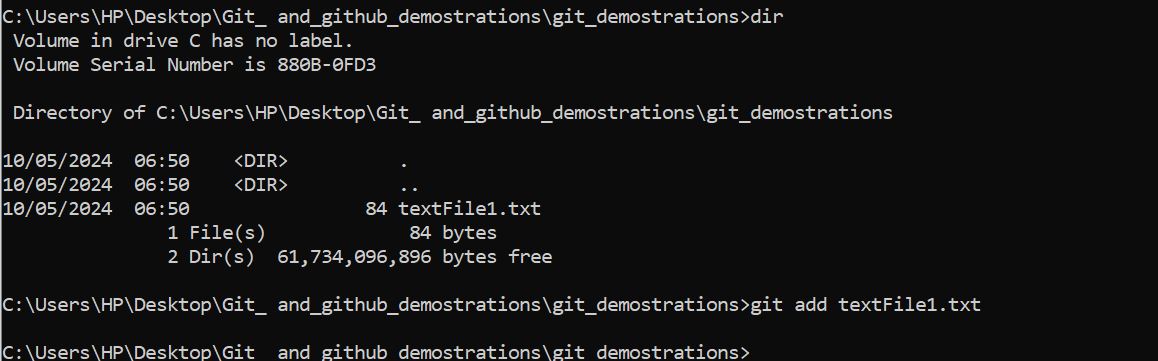 C:\Users\HP\Desktop\Git_ and_github_demostrations\git_demostrations>dir
Volume in drive C has no label.
Volume Serial Number is 880B-0FD3
Directory of C:\Users\HP\Desktop\Git_ and_github_demostrations\git_demostrations
10/05/2024  06:50    <DIR>          .
10/05/2024  06:50    <DIR>          ..
10/05/2024  06:50                84 textFile1.txt
1 File(s)             84 bytes
2 Dir(s)  61,734,096,896 bytes free
C:\Users\HP\Desktop\Git_ and_github_demostrations\git_demostrations>git add textFile1.txt
C:\Users\HP\Desktop\Git_ and_github_demostrations\git_demostrations>